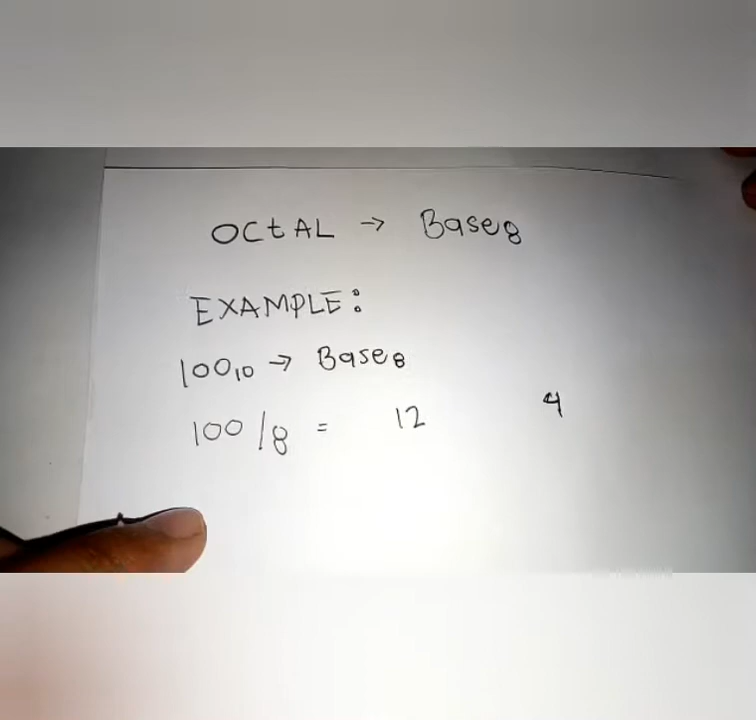 OCtAL → Base8
EXAMPLE:
100₁₀ → Base₈
100/8 = 12 4